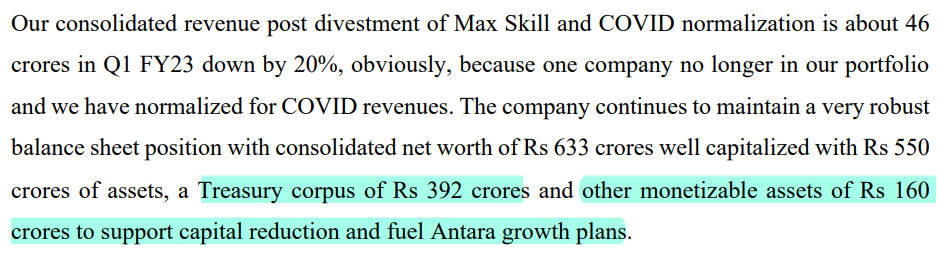 Our consolidated revenue post divestment of Max Skill and COVID normalization is about 46
crores in Q1 FY23 down by 20%, obviously, because one company no longer in our portfolio
and we have normalized for COVID revenues. The company continues to maintain a very robust
balance sheet position with consolidated net worth of Rs 633 crores well capitalized with Rs 550
crores of assets, a Treasury corpus of Rs 392 crores and other monetizable assets of Rs 160
crores to support capital reduction and fuel Antara growth plans.